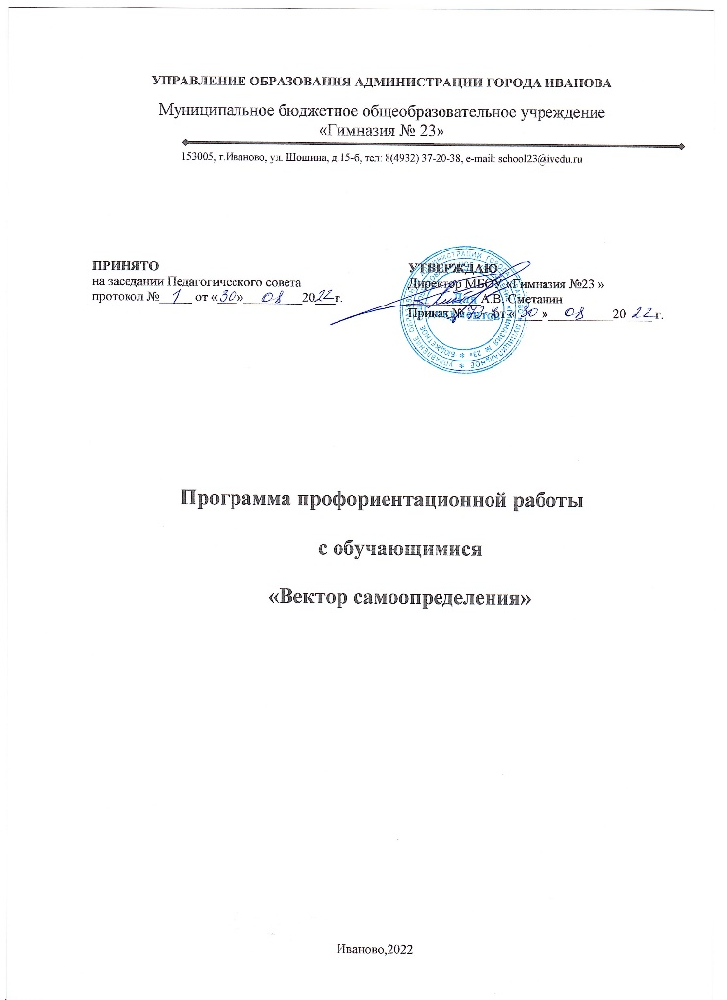 УПРАВЛЕНИЕ ОБРАЗОВАНИЯ АДМИНИСТРАЦИИ ГОРОДА ИВАНОВА
Муниципальное бюджетное общеобразовательное учреждение
«Гимназия № 23»
153005, г.Иваново, ул. Шошина, д.15-б, тел: 8(4932) 37-20-38, e-mail: school23@ivedu.ru
ПРИНЯТО
на заседании Педагогического совета
протокол № 1 от «30» 08 2022 г.
УТВЕРЖДАЮ
Директор МБОУ «Гимназия №23 »
А.В. Сметанин
Приказ № от « 30 » 08 20 22 г.
Программа профориентационной работы
с обучающимися
«Вектор самоопределения»
Иваново,2022